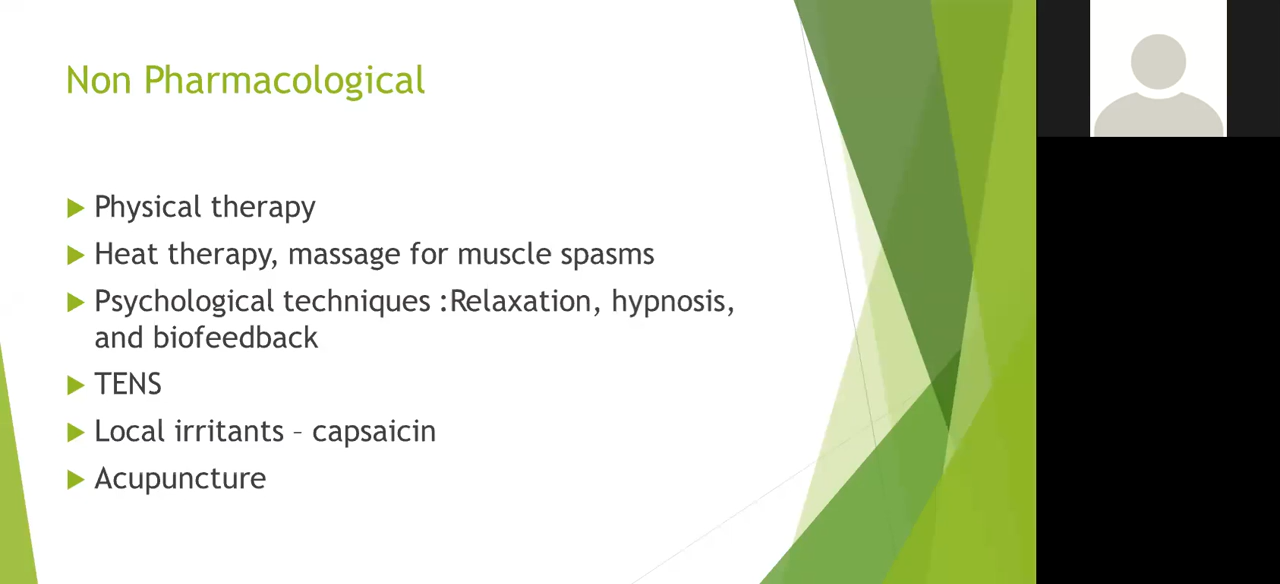 Non Pharmacological
Physical therapy
Heat therapy, massage for muscle spasms
Psychological techniques :Relaxation, hypnosis,
and biofeedback
TENS
Local irritants – capsaicin
Acupuncture